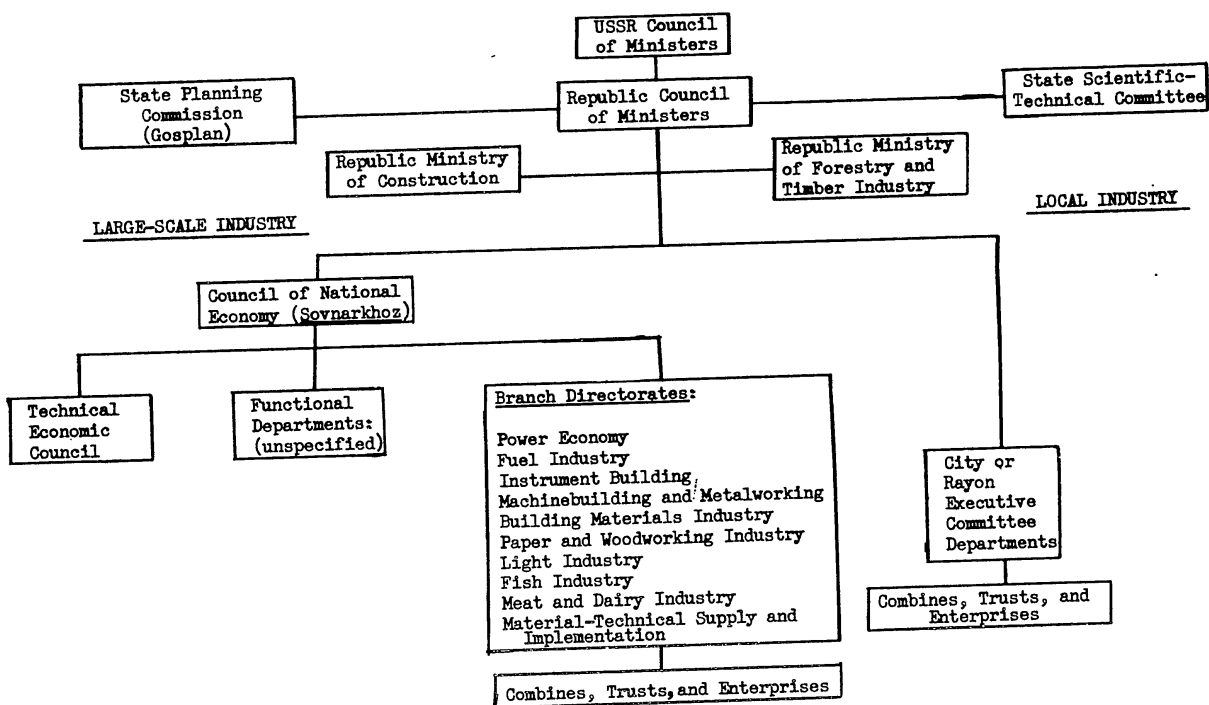 USSR Council
of Ministers
State Planning
Commission
(Gosplan)
Republic Council
of Ministers
State Scientific-
Technical Committee
Republic Ministry
of Construction
Republic Ministry
of Forestry and
Timber Industry
LARGE-SCALE INDUSTRY
LOCAL INDUSTRY
Council of National
Economy (Sovnarkhoz)
Technical
Economic
Council
Functional
Departments:
(unspecified)
Branch Directorates:
Power Economy
Fuel Industry
Instrument Building
Machinebuilding and Metalworking
Building Materials Industry
Paper and Woodworking Industry
Light Industry
Fish Industry
Meat and Dairy Industry
Material-Technical Supply and
Implementation
Combines, Trusts, and Enterprises
City or
Rayon
Executive
Committee
Departments
Combines, Trusts, and
Enterprises